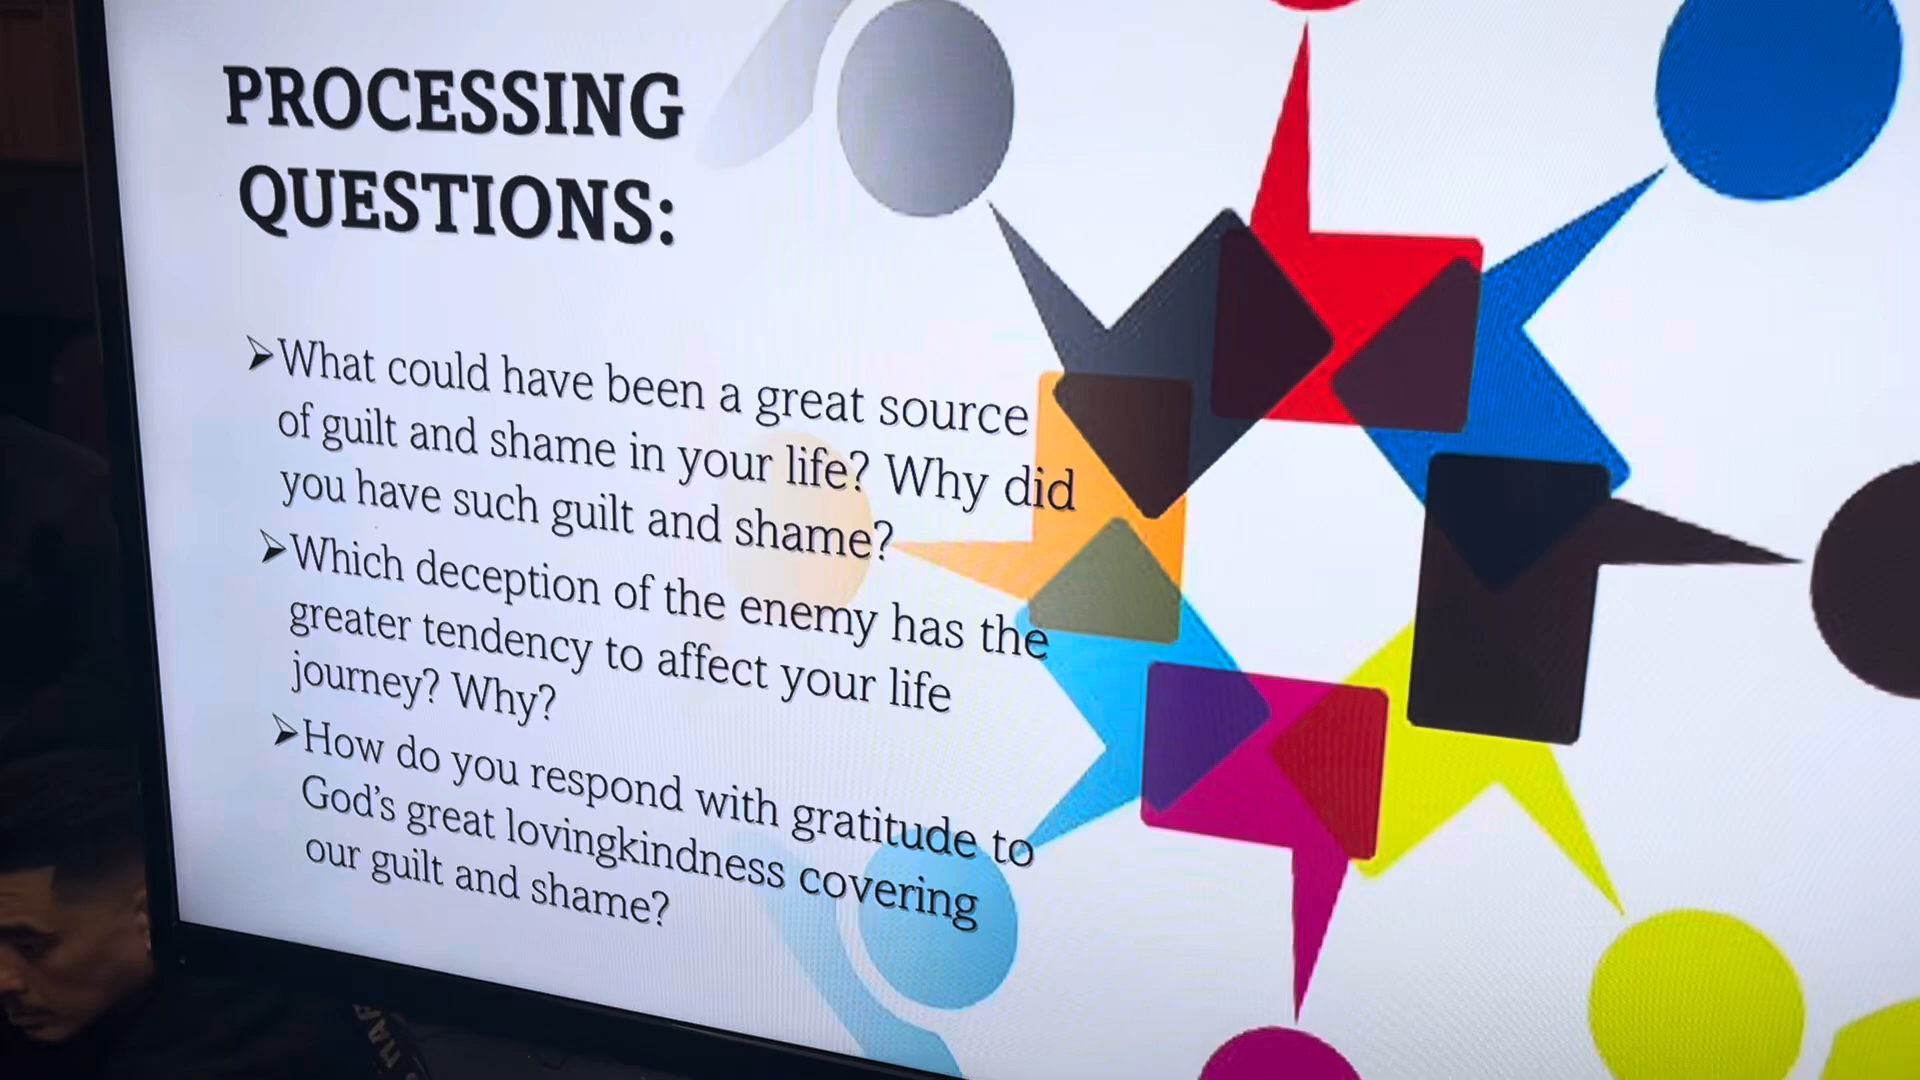 PROCESSING
QUESTIONS:
➢What could have been a great source
of guilt and shame in your life? Why did
you have such guilt and shame?
➢Which deception of the enemy has the
greater tendency to affect your life
journey? Why?
➢How do you respond with gratitude to
God's great lovingkindness covering
our guilt and shame?